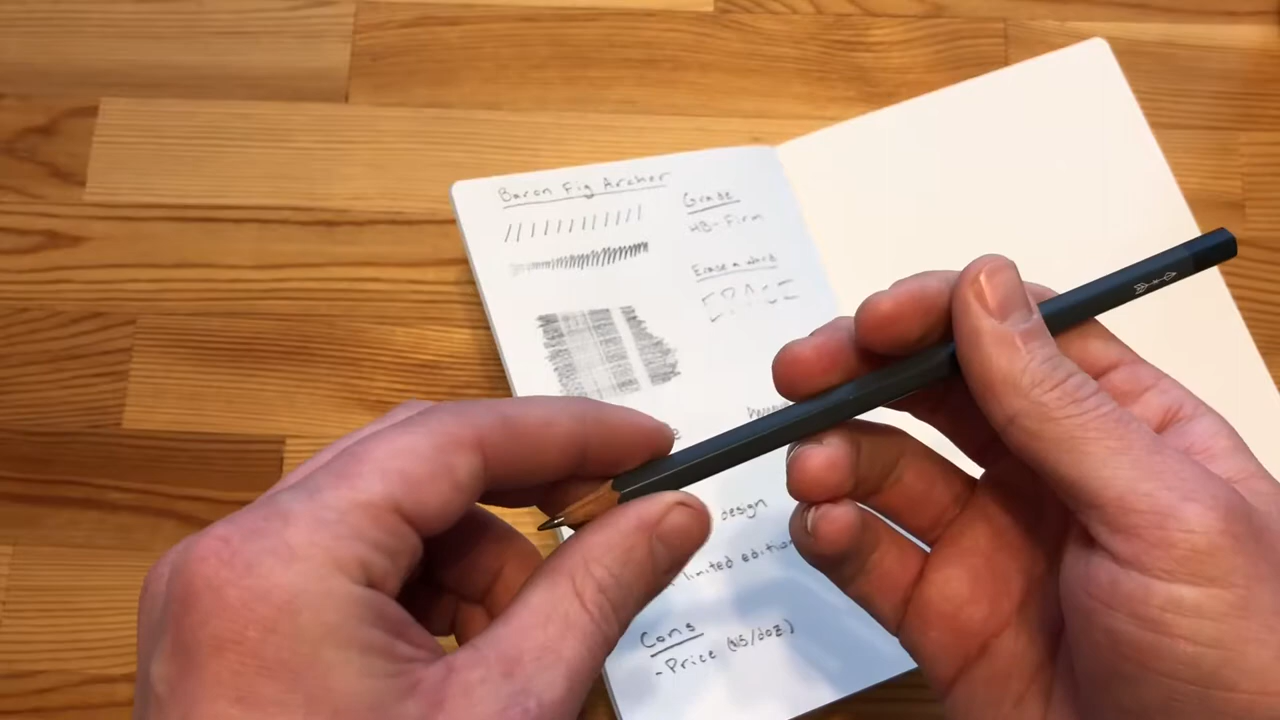 Baron Fig Archer
Grade
HB-Firm
Erase a word
ERASE
design
limited edition
Cons
-Price ($15/doz.)